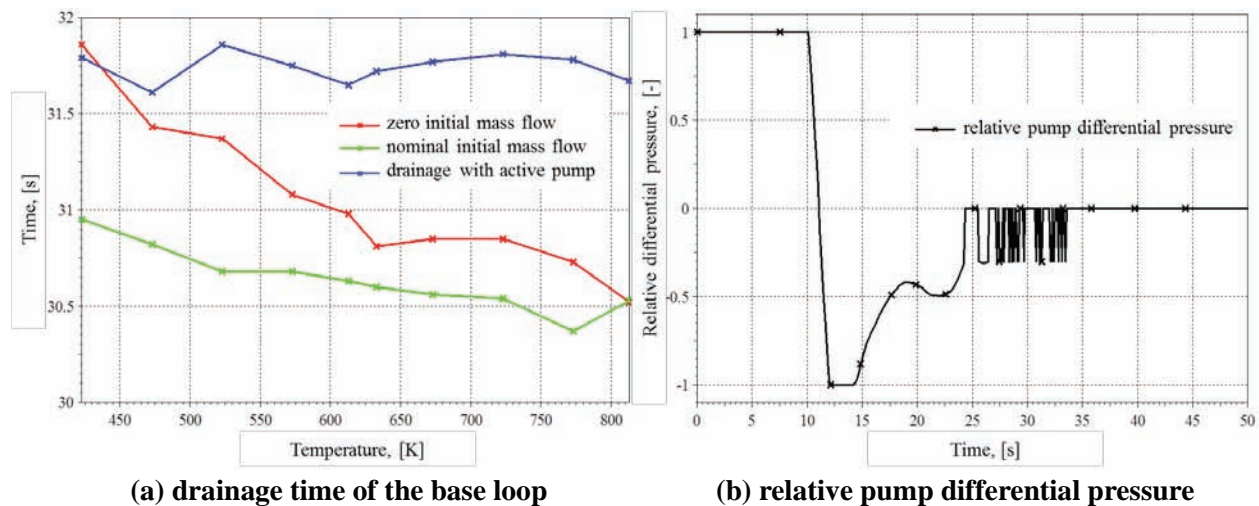 32
31.5
31
30.5
30
Time, [s]
zero initial mass flow
nominal initial mass flow
drainage with active pump
450
500
550
600
650
700
750
800
Temperature, [K]
(a) drainage time of the base loop
1
0.5
0
-0.5
-1
Relative differential pressure, [-]
relative pump differential pressure
0
5
10
15
20
25
30
35
40
45
50
Time, [s]
(b) relative pump differential pressure